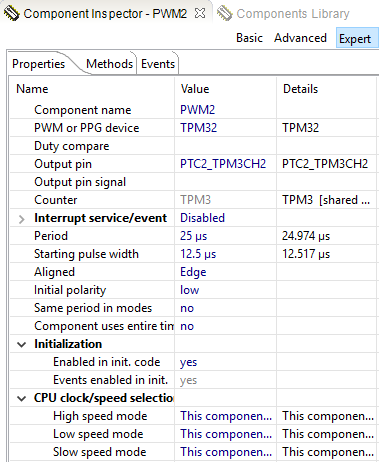 Component Inspector - PWM2 Components Library
Basic Advanced Expert
Properties Methods Events
Name Value Details
Component name PWM2
PWM or PPG device TPM32 TPM32
Duty compare
Output pin PTC2_TPM3CH2 PTC2_TPM3CH2
Output pin signal
Counter TPM3 TPM3 [shared ...
Interrupt service/event Disabled
Period 25 µs 24.974 µs
Starting pulse width 12.5 µs 12.517 µs
Aligned Edge
Initial polarity low
Same period in modes no
Component uses entire tim no
Initialization
Enabled in init. code yes
Events enabled in init. yes
CPU clock/speed selectio
High speed mode This componen... This componen...
Low speed mode This componen... This componen...
Slow speed mode This componen... This componen...